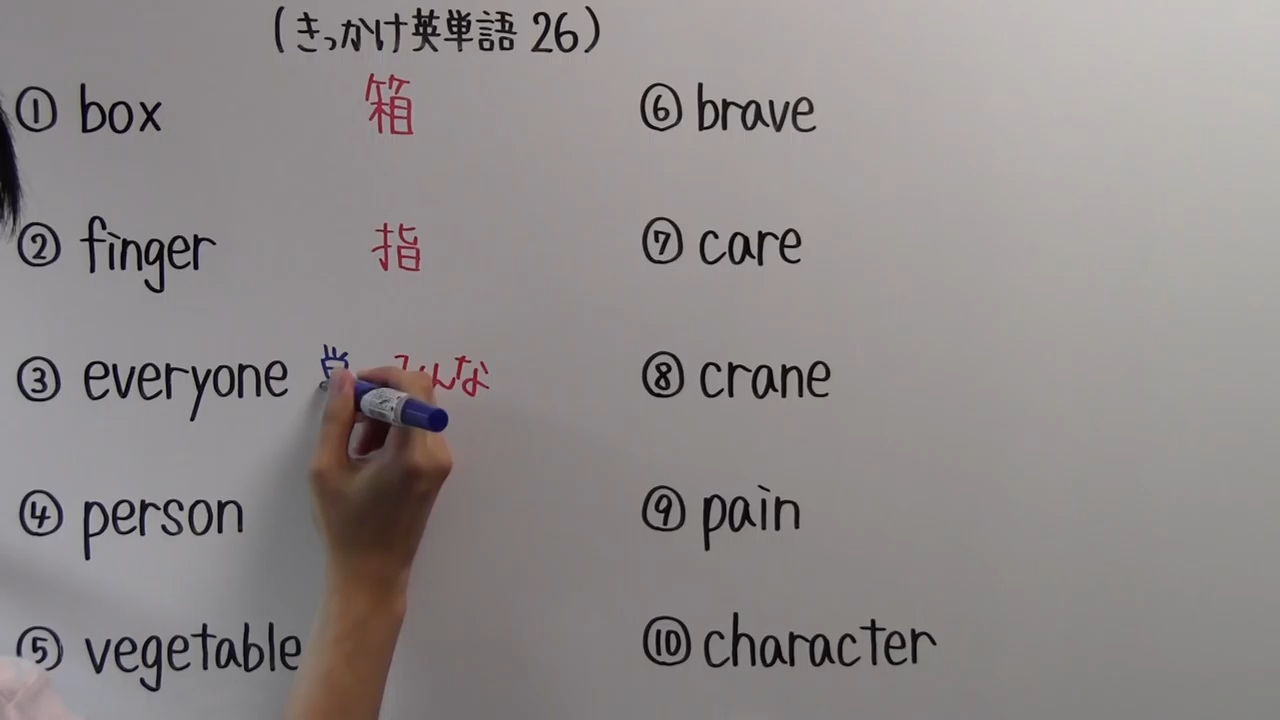 (きっかけ英単語 26)
① box 箱
② finger 指
③ everyone んな
④ person
⑤ vegetable
⑥ brave
⑦ care
⑧ crane
⑨ pain
⑩ character